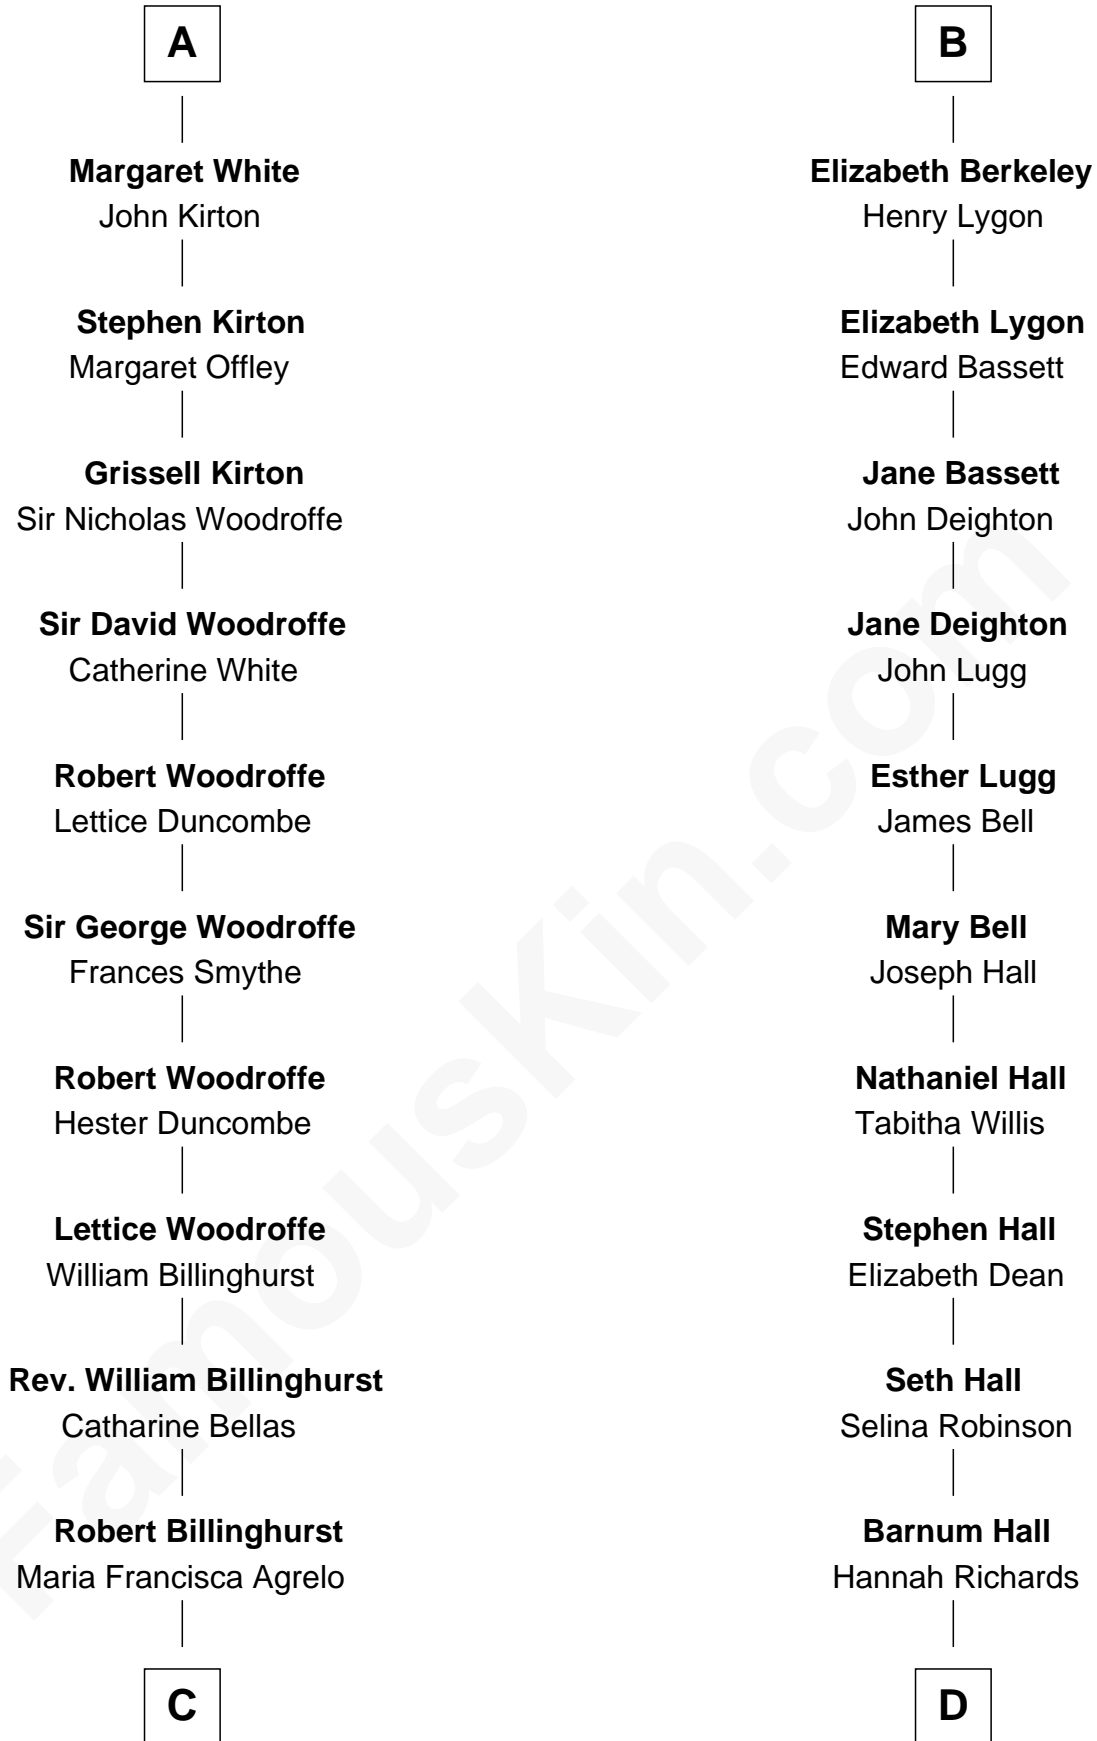 A
Margaret White
John Kirton
Stephen Kirton
Margaret Offley
Grissell Kirton
Sir Nicholas Woodroffe
Sir David Woodroffe
Catherine White
Robert Woodroffe
Lettice Duncombe
Sir George Woodroffe
Frances Smythe
Robert Woodroffe
Hester Duncombe
Lettice Woodroffe
William Billinghurst
Rev. William Billinghurst
Catharine Bellas
Robert Billinghurst
Maria Francisca Agrelo
C
B
Elizabeth Berkeley
Henry Lygon
Elizabeth Lygon
Edward Bassett
Jane Bassett
John Deighton
Jane Deighton
John Lugg
Esther Lugg
James Bell
Mary Bell
Joseph Hall
Nathaniel Hall
Tabitha Willis
Stephen Hall
Elizabeth Dean
Seth Hall
Selina Robinson
Barnum Hall
Hannah Richards
D
FamousKin.com